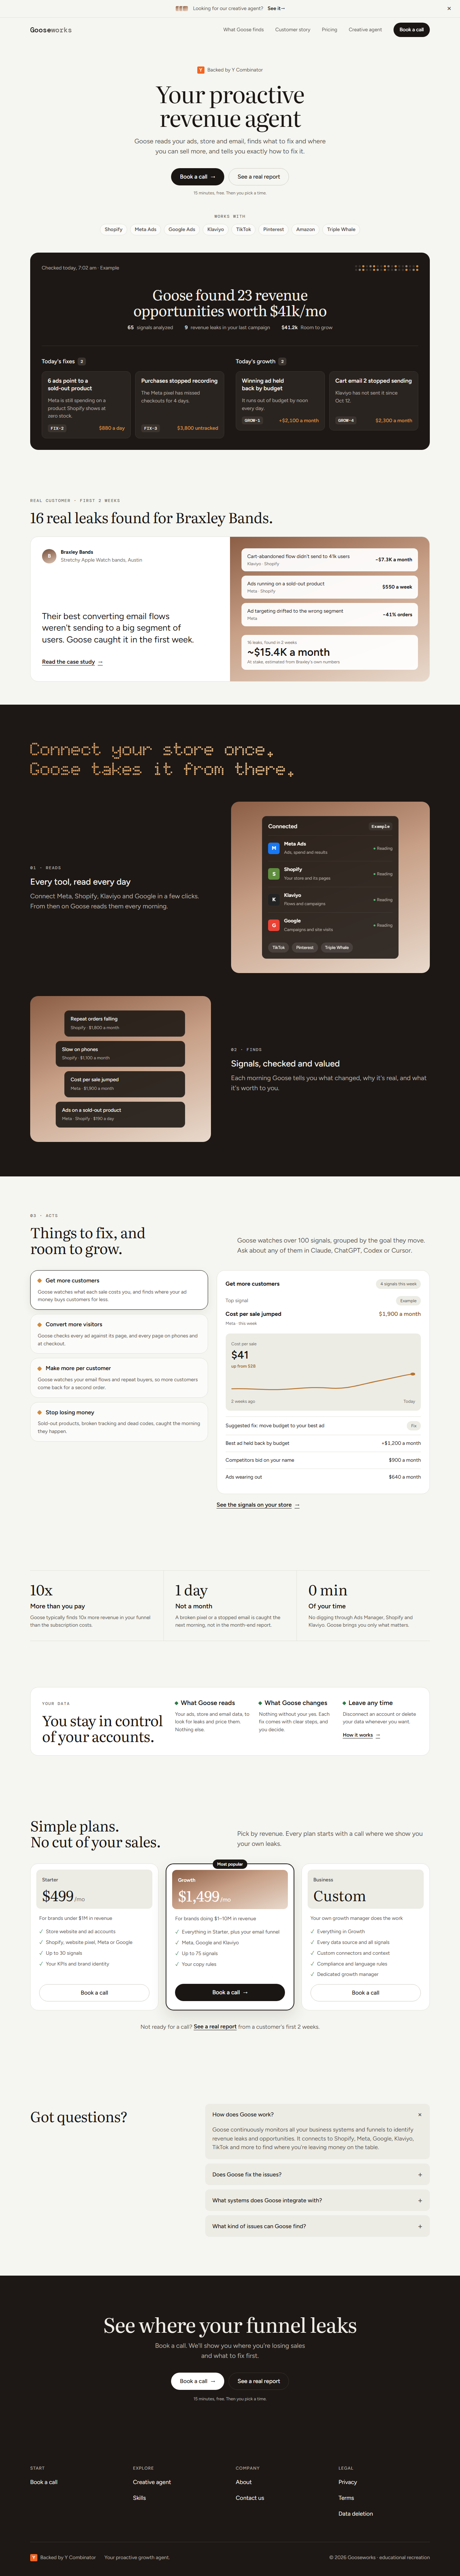 Looking for our creative agent? See it→
×
Gooseworks
What Goose finds
Customer story
Pricing
Creative agent
Book a call
Y Backed by Y Combinator
Your proactive
revenue agent
Goose reads your ads, store and email, finds what to fix and where
you can sell more, and tells you exactly how to fix it.
Book a call →
See a real report
15 minutes, free. Then you pick a time.
WORKS WITH
Shopify
Meta Ads
Google Ads
Klaviyo
TikTok
Pinterest
Amazon
Triple Whale
Checked today, 7:02 am · Example
Goose found 23 revenue
opportunities worth $41k/mo
65 signals analyzed
9 revenue leaks in your last campaign
$41.2k Room to grow
Today's fixes 2
6 ads point to a
sold-out product
Meta is still spending on a
product Shopify shows at
zero stock.
$890 a day
Purchases stopped recording
The Meta pixel has missed
checkouts for 4 days.
$3,800 untracked
Today's growth 2
Winning ad held
back by budget
It runs out of budget by noon
every day.
GROW-1
+$2,100 a month
Cart email 2 stopped sending
Klaviyo has not sent it since
Oct 12.
GROW-4
$2,300 a month
REAL CUSTOMER · FIRST 2 WEEKS
16 real leaks found for Braxley Bands.
B
Braxley Bands
Stretchy Apple Watch bands, Austin
Their best converting email flows
weren't sending to a big segment of
users. Goose caught it in the first week.
Read the case study →
Cart-abandoned flow didn't send to 41k users
Klaviyo · Shopify
~$7.3K a month
Ads running on a sold-out product
Meta · Shopify
$550 a week
Ad targeting drifted to the wrong segment
Meta
~41% orders
16 leaks, found in 2 weeks
~$15.4K a month
At stake, estimated from Braxley's own numbers
Connect your store once.
Goose takes it from there.
01 · READS
Every tool, read every day
Connect Meta, Shopify, Klaviyo and Google in a few clicks.
From then on Goose reads them every morning.
Connected
Example
M
Meta Ads
Ads, spend and results
Reading
S
Shopify
Your store and its pages
Reading
K
Klaviyo
Flows and campaigns
Reading
G
Google
Campaigns and site visits
Reading
TikTok
Pinterest
Triple Whale
Repeat orders falling
Shopify · $1,800 a month
Slow on phones
Shopify · $1,100 a month
Cost per sale jumped
Meta · $1,900 a month
Ads on a sold-out product
Meta · Shopify · $190 a day
02 · FINDS
Signals, checked and valued
Each morning Goose tells you what changed, why it's real, and what
it's worth to you.
03 · ACTS
Things to fix, and
room to grow.
Goose watches over 100 signals, grouped by the goal they move.
Ask about any of them in Claude, ChatGPT, Codex or Cursor.
Get more customers
Goose watches what each sale costs you, and finds where your ad
money buys customers for less.
Convert more visitors
Goose checks every ad against its page, and every page on phones and
at checkout.
Make more per customer
Goose watches your email flows and repeat buyers, so more customers
come back for a second order.
Stop losing money
Sold-out products, broken tracking and dead codes, caught the morning
they happen.
Get more customers
4 signals this week
Top signal
Example
Cost per sale jumped
$1,900 a month
Meta · this week
Cost per sale
$41
up from $28
2 weeks ago
Today
Suggested fix: move budget to your best ad
Fix
Best ad held back by budget
+$1,200 a month
Competitors bid on your name
$900 a month
Ads wearing out
$640 a month
See the signals on your store →
10x
More than you pay
Goose typically finds 10x more revenue in your funnel
than the subscription costs.
1 day
Not a month
A broken pixel or a stopped email is caught the
next morning, not in the month-end report.
0 min
Of your time
No digging through Ads Manager, Shopify and
Klaviyo. Goose brings you only what matters.
YOUR DATA
You stay in control
of your accounts.
What Goose reads
Your ads, store and email data, to
look for leaks and price them.
Nothing else.
What Goose changes
Nothing without your yes. Each
fix comes with clear steps, and
you decide.
Leave any time
Disconnect an account or delete
your data whenever you want.
How it works →
Simple plans.
No cut of your sales.
Pick by revenue. Every plan starts with a call where we show you
your own leaks.
Starter
$499/mo
For brands under $1M in revenue
✓ Store website and ad accounts
✓ Shopify, website pixel, Meta or Google
✓ Up to 30 signals
✓ Your KPIs and brand identity
Book a call
Most popular
Growth
$1,499/mo
For brands doing $1–10M in revenue
✓ Everything in Starter, plus your email funnel
✓ Meta, Google and Klaviyo
✓ Up to 75 signals
✓ Your copy rules
Book a call →
Business
Custom
Your own growth manager does the work
✓ Everything in Growth
✓ Every data source and all signals
✓ Custom connectors and context
✓ Compliance and language rules
✓ Dedicated growth manager
Book a call
Not ready for a call? See a real report from a customer's first 2 weeks.
Got questions?
How does Goose work?
×
Goose continuously monitors all your business systems and funnels to identify
revenue leaks and opportunities. It connects to Shopify, Meta, Google, Klaviyo,
TikTok and more to find where you're leaving money on the table.
Does Goose fix the issues?
+
What systems does Goose integrate with?
+
What kind of issues can Goose find?
+
See where your funnel leaks
Book a call. We'll show you where you're losing sales
and what to fix first.
Book a call →
See a real report
15 minutes, free. Then you pick a time.
START
Book a call
EXPLORE
Creative agent
Skills
COMPANY
About
Contact us
LEGAL
Privacy
Terms
Data deletion
Y Backed by Y Combinator
Your proactive growth agent.
© 2026 Gooseworks · educational recreation